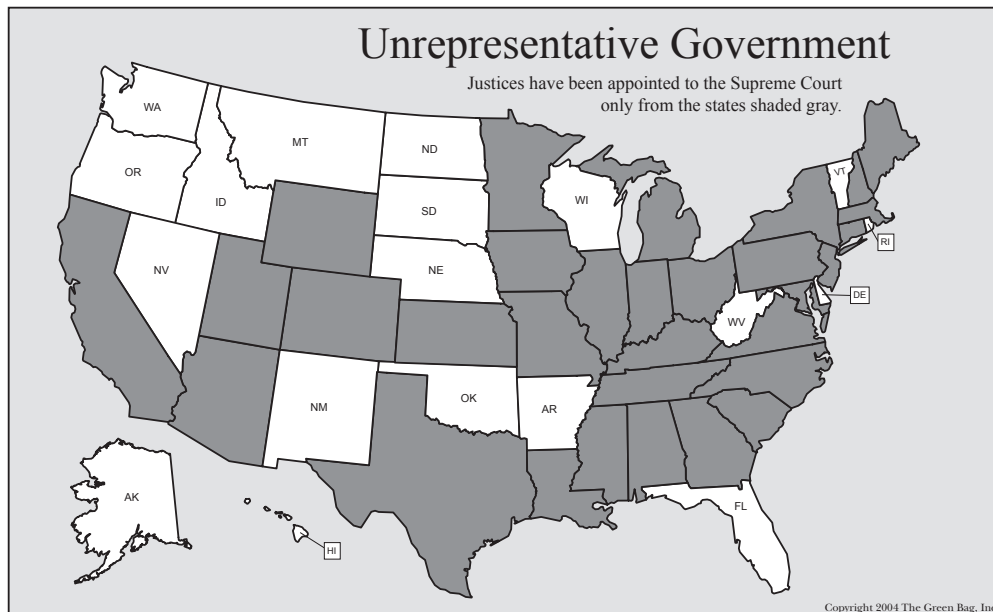 Unrepresentative Government
Justices have been appointed to the Supreme Court
only from the states shaded gray.
WA
MT
ND
OR
VT
ID
SD
WI
RI
NV
NE
DE
WV
NM
OK
AR
AK
FL
HI
Copyright 2004 The Green Bag, Inc